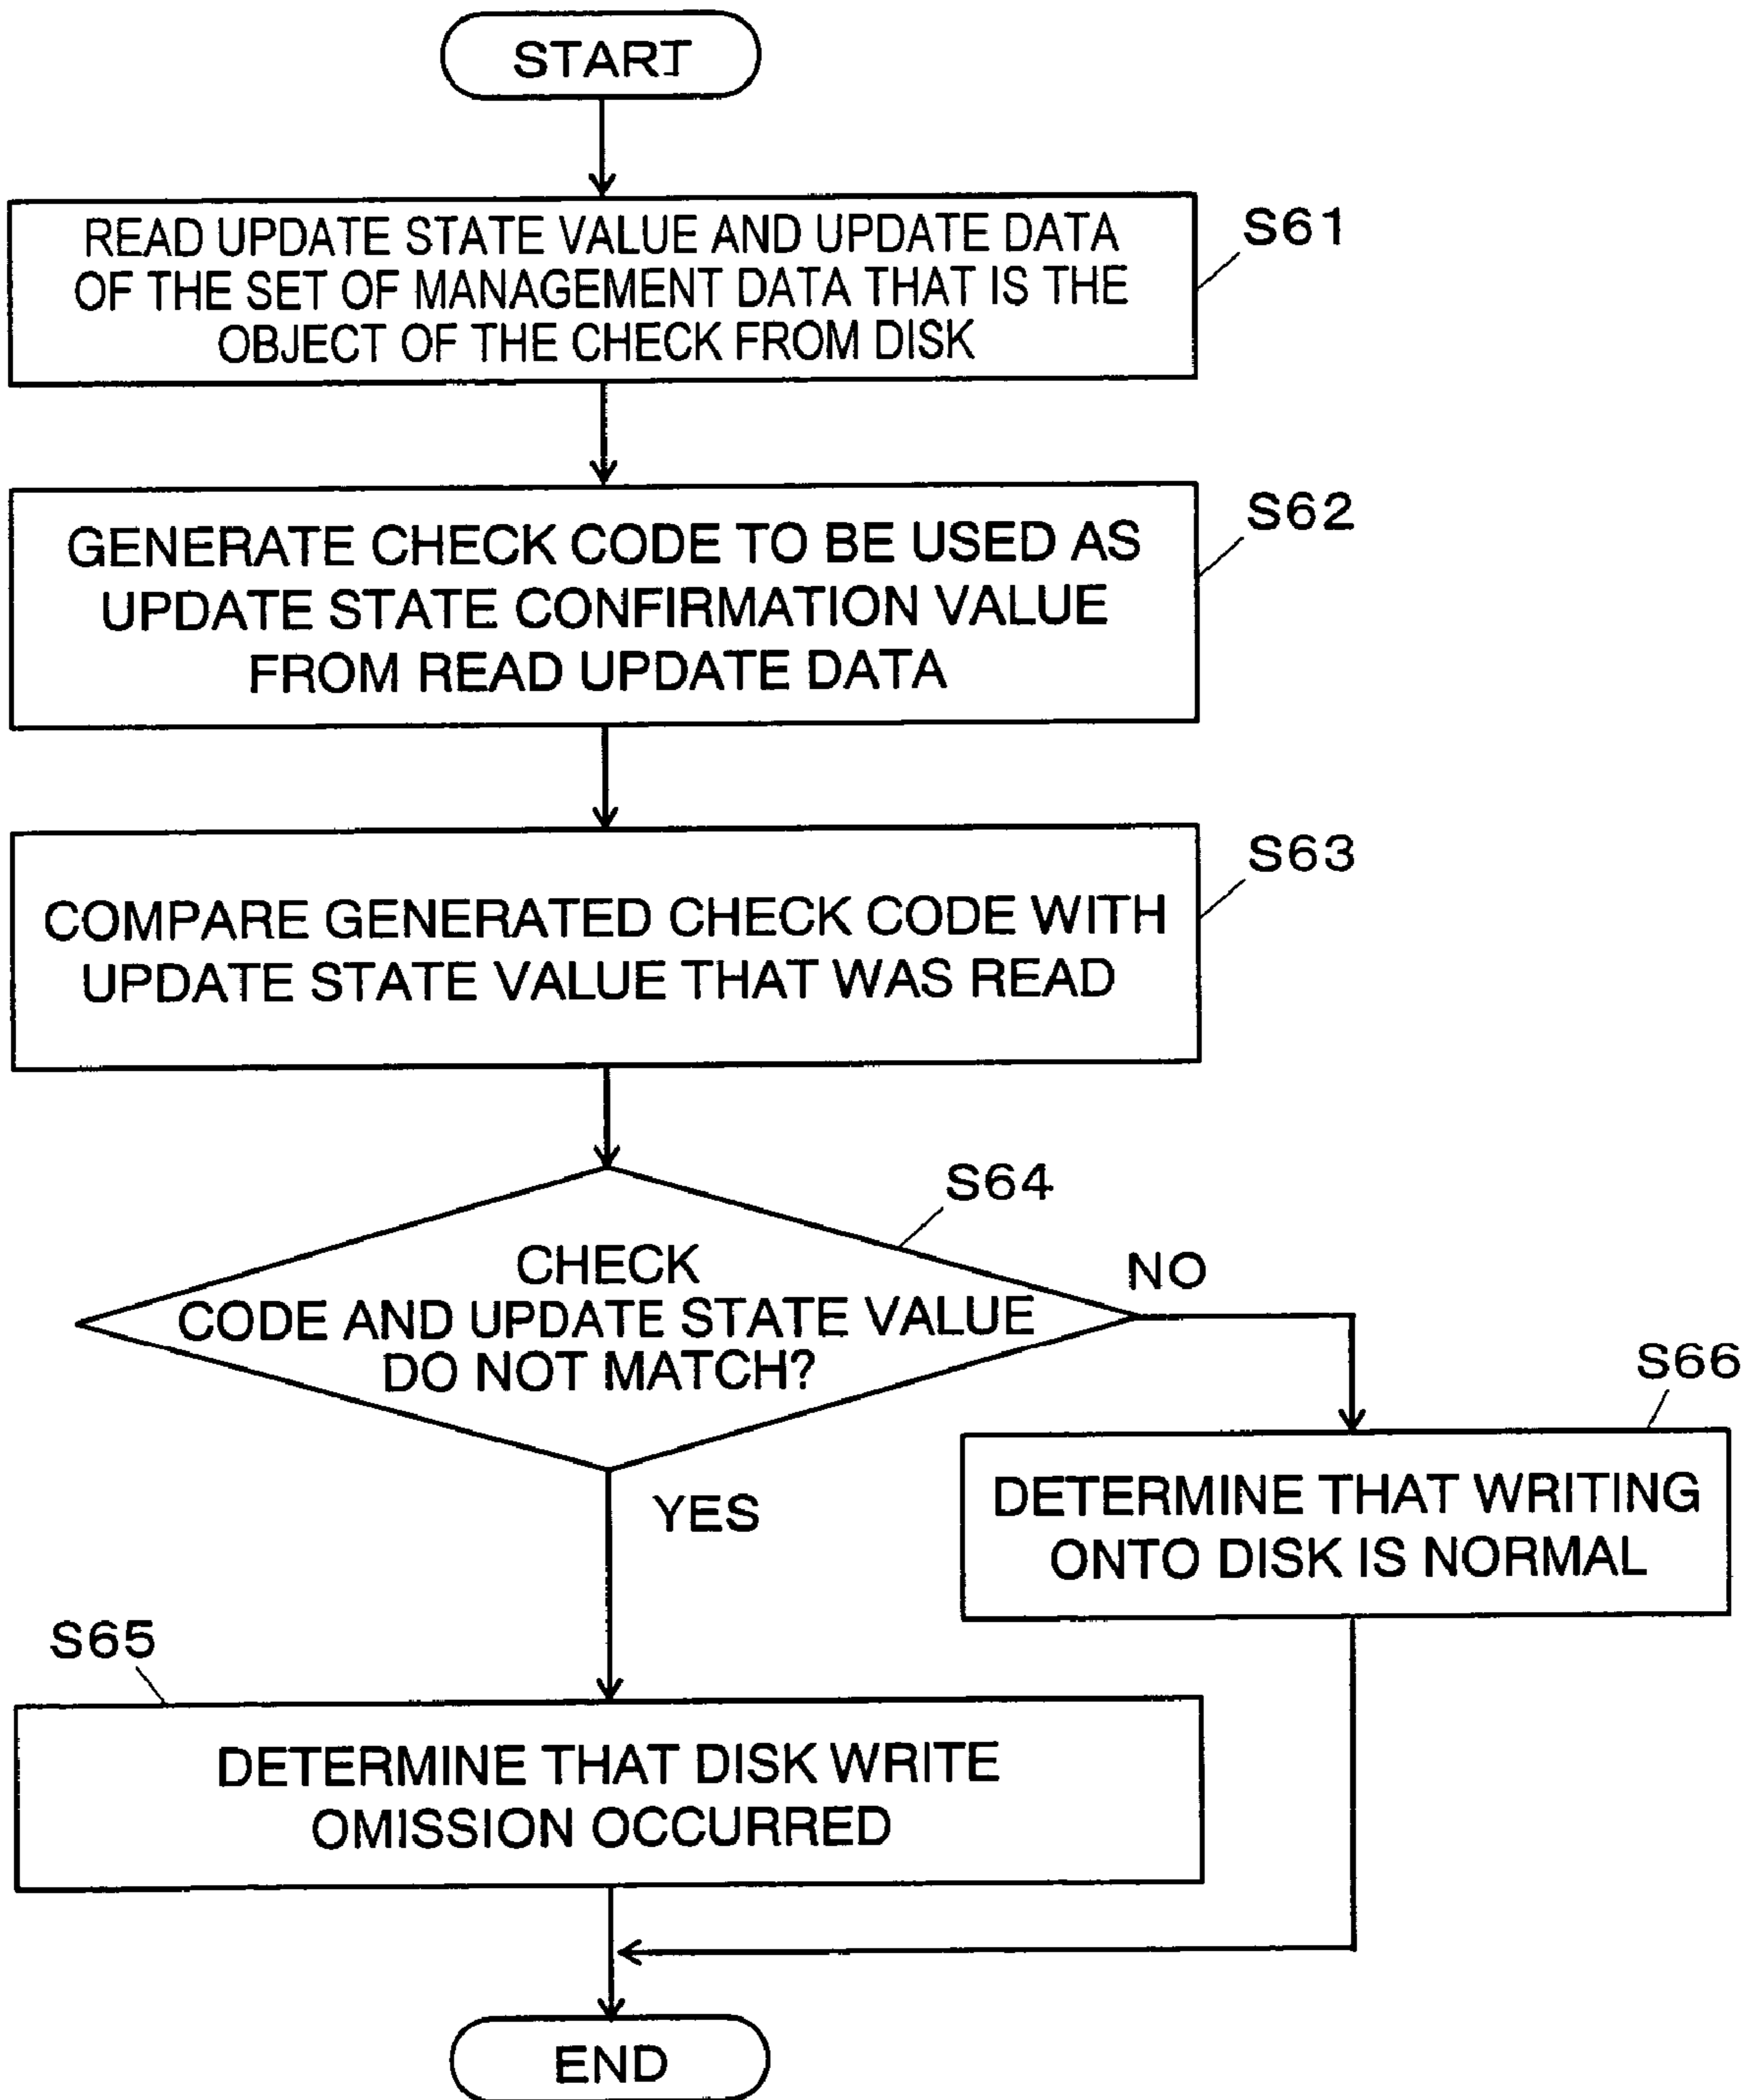 START
READ UPDATE STATE VALUE AND UPDATE DATA
OF THE SET OF MANAGEMENT DATA THAT IS THE
OBJECT OF THE CHECK FROM DISK
S61
GENERATE CHECK CODE TO BE USED AS
UPDATE STATE CONFIRMATION VALUE
FROM READ UPDATE DATA
S62
COMPARE GENERATED CHECK CODE WITH
UPDATE STATE VALUE THAT WAS READ
S63
CHECK
CODE AND UPDATE STATE VALUE
DO NOT MATCH?
S64
NO
YES
S66
DETERMINE THAT WRITING
ONTO DISK IS NORMAL
S65
DETERMINE THAT DISK WRITE
OMISSION OCCURRED
END